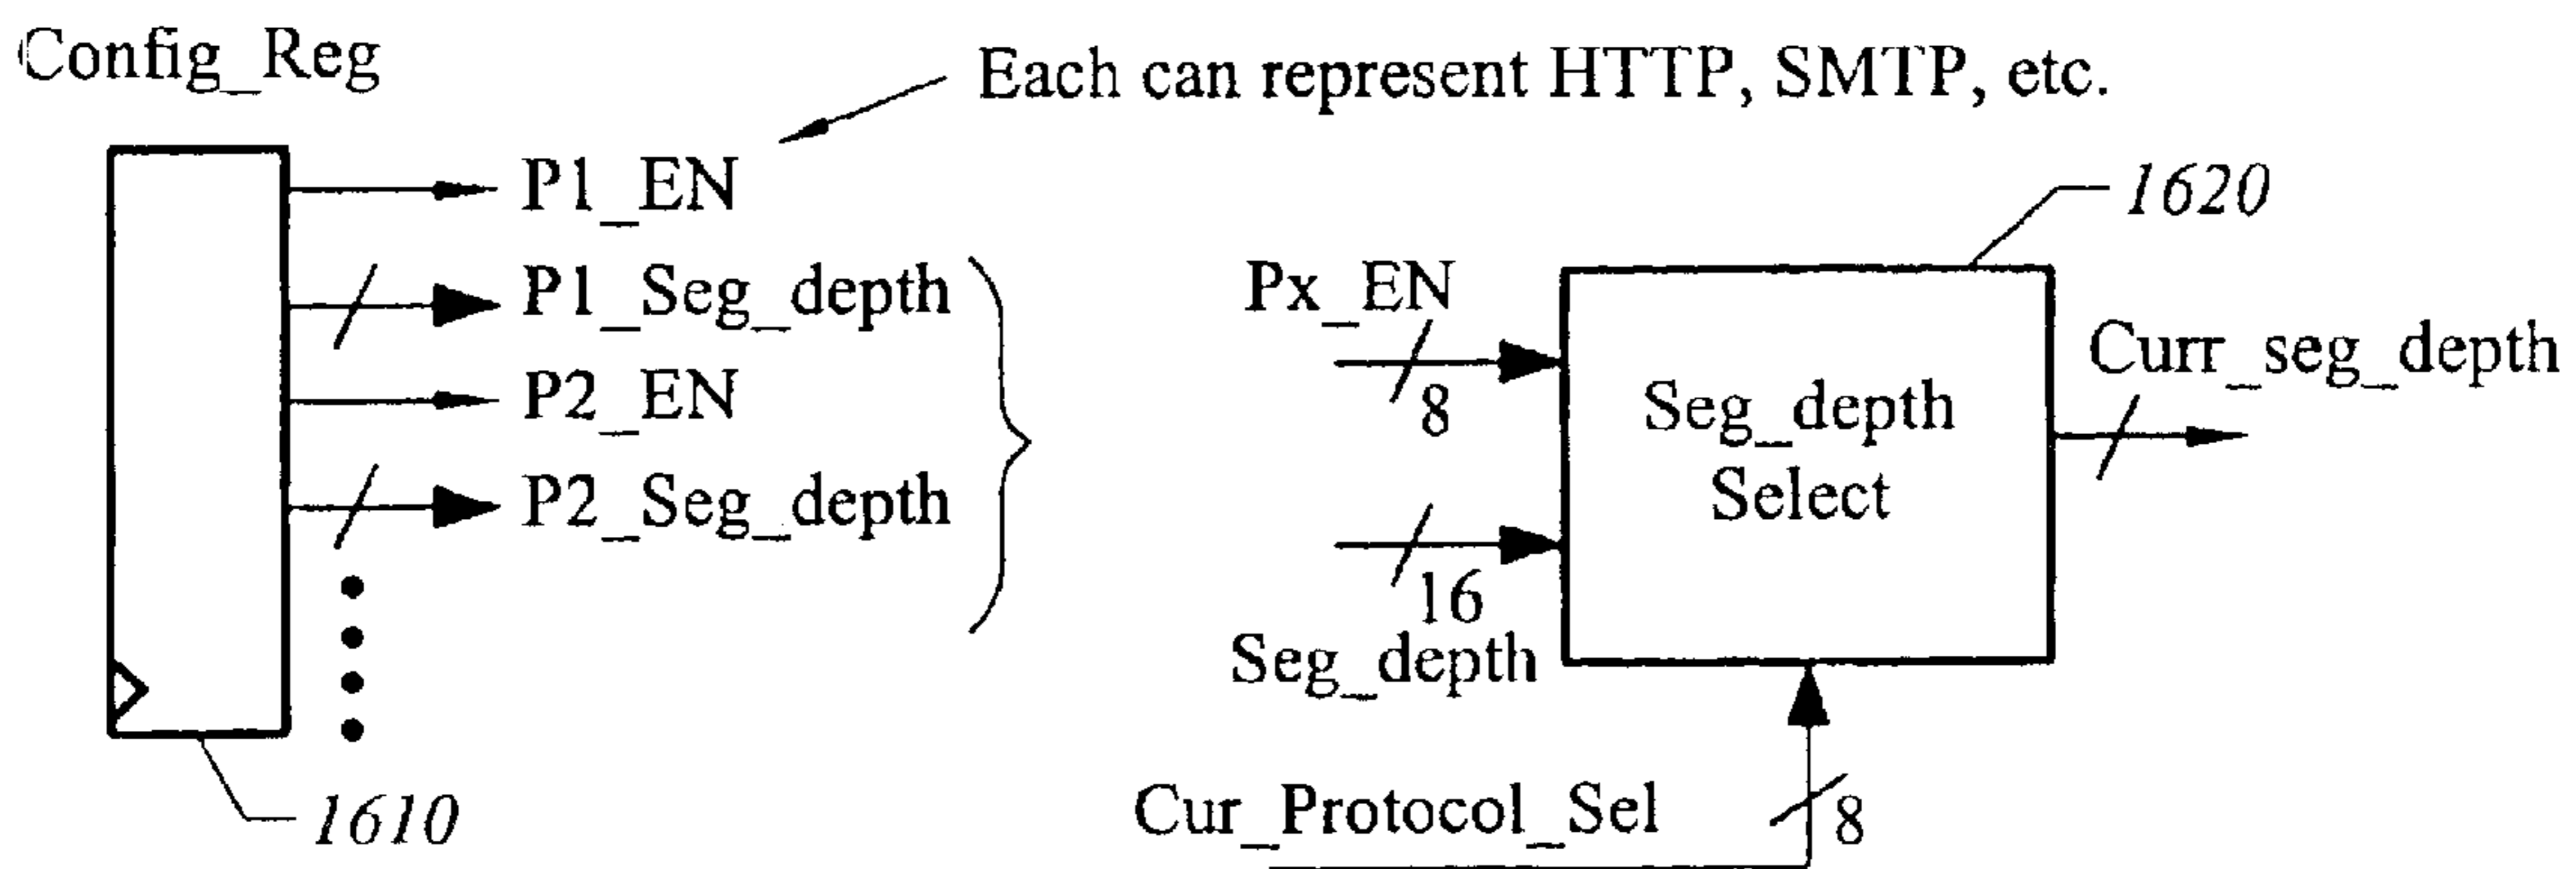 Config_Reg
Each can represent HTTP, SMTP, etc.
P1_EN
P1_Seg_depth
P2_EN
P2_Seg_depth
1610
1620
Px_EN
8
16
Seg_depth
Seg_depth
Select
Curr_seg_depth
Cur_Protocol_Sel
8